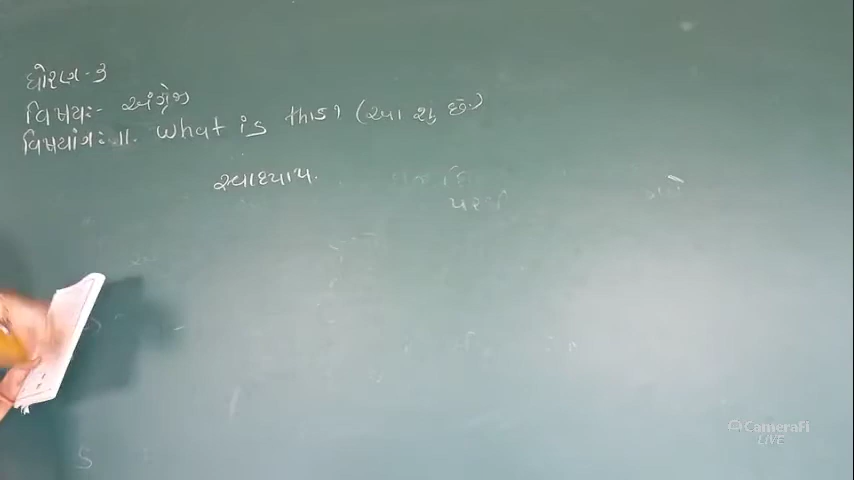 ધોરણ-૩
વિષય:- અંગ્રેજી
વિષયાંગ: 11. What is this? (આ શું છે?)
સ્વાધ્યાય.
CameraFi
LIVE